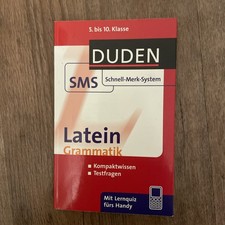 5. bis 10. Klasse
DUDEN
SMS
Schnell-Merk-System
Latein
Grammatik
• Kompaktwissen
• Testfragen
Mit Lernquiz
fürs Handy